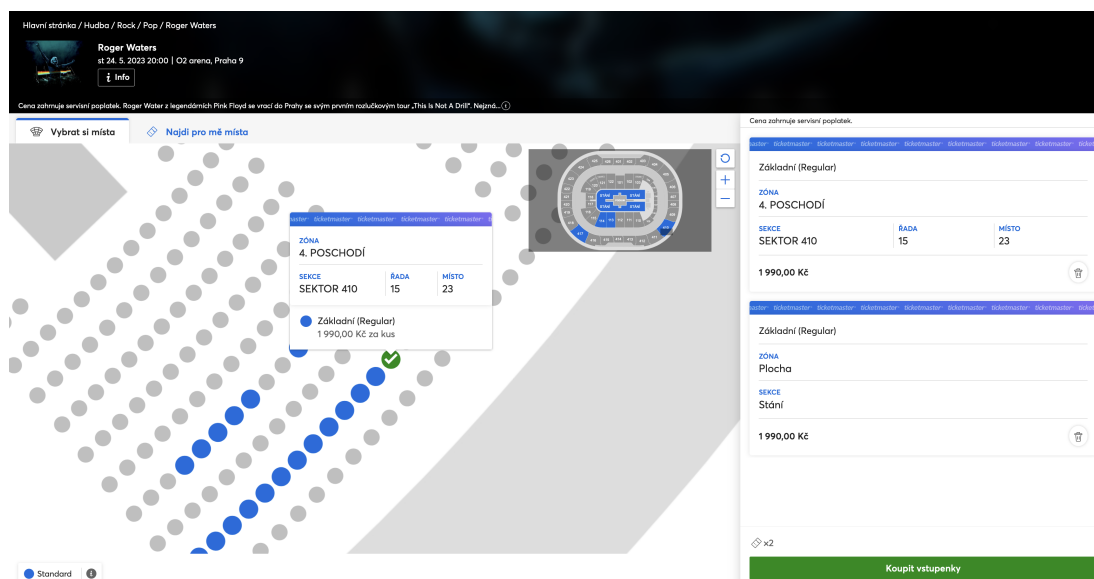 Hlavní stránka / Hudba / Rock / Pop / Roger Waters
Roger Waters
st 24. 5. 2023 20:00 | O2 arena, Praha 9
i Info
Cena zahrnuje servisní poplatek. Roger Water z legendárních Pink Floyd se vrací do Prahy se svým prvním rozlučkovým tour „This Is Not A Drill". Nejzná...
Vybrat si místa
Najdi pro mě místa
ticketmaster ticketmaster ticketmaster ticketmaster
ZÓNA
4. POSCHODÍ
SEKCE ŘADA MÍSTO
SEKTOR 410 15 23
Základní (Regular)
1 990,00 Kč za kus
STÁNÍ STÁNÍ
STÁNÍ STÁNÍ
Standard
Cena zahrnuje servisní poplatek.
ticketmaster ticketmaster ticketmaster ticketmaster ticketmaster ticketmaster ticketmaster
Základní (Regular)
ZÓNA
4. POSCHODÍ
SEKCE ŘADA MÍSTO
SEKTOR 410 15 23
1 990,00 Kč
ticketmaster ticketmaster ticketmaster ticketmaster ticketmaster ticketmaster ticketmaster
Základní (Regular)
ZÓNA
Plocha
SEKCE
Stání
1 990,00 Kč
x2
Koupit vstupenky